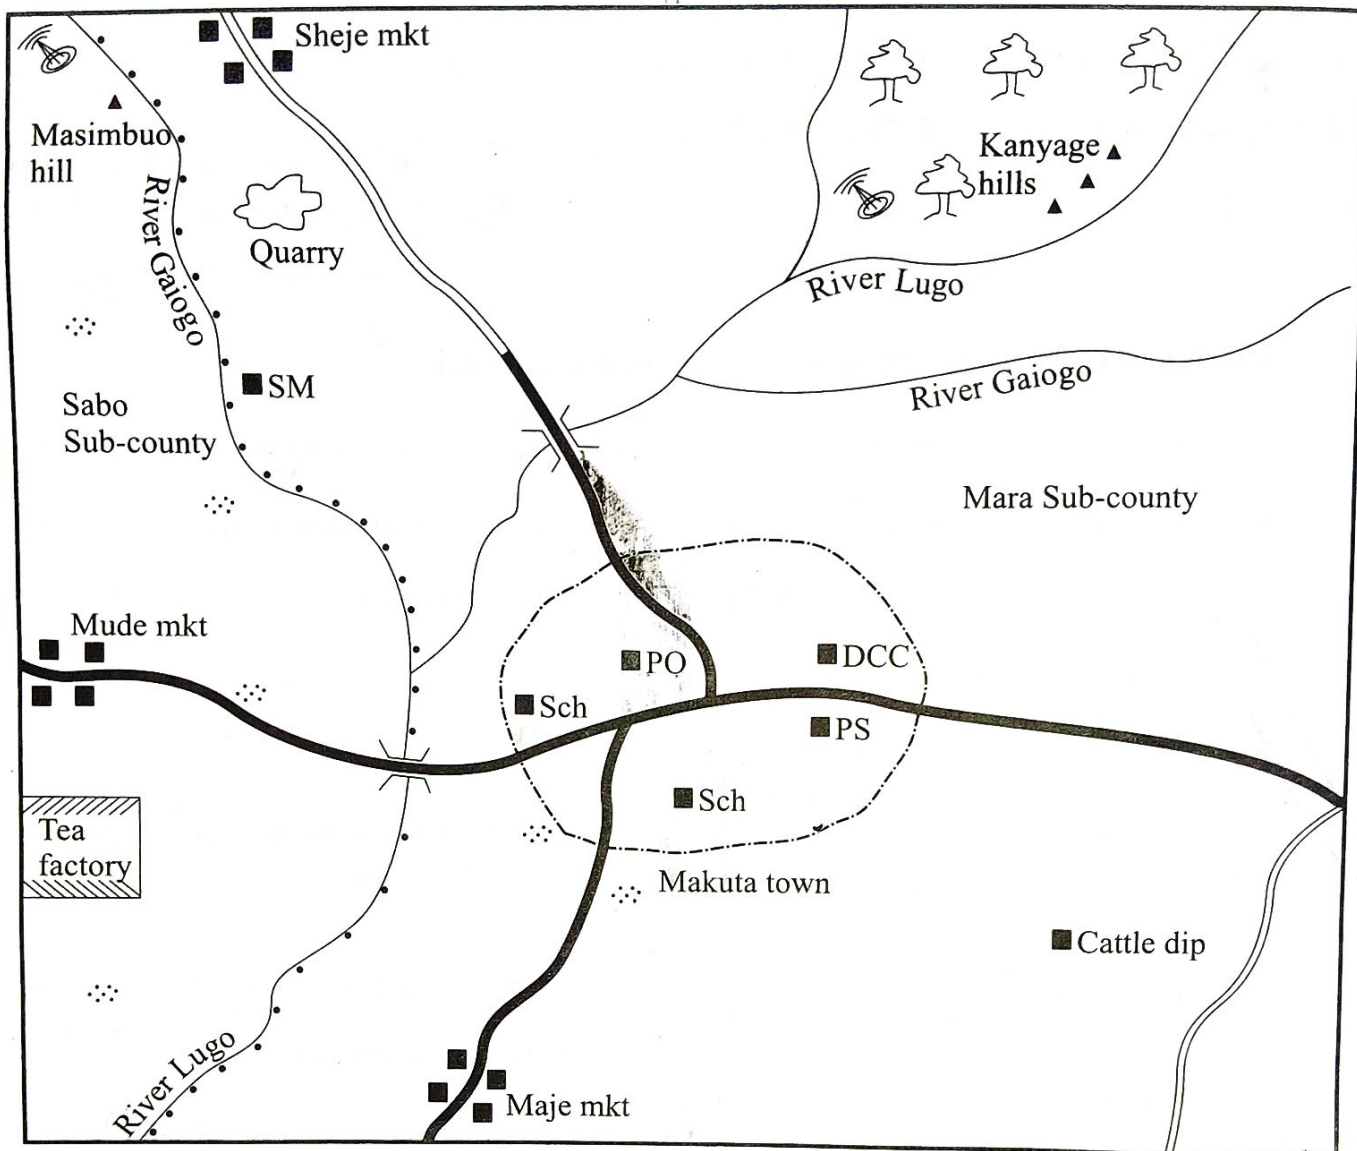 Sheje mkt
Masimbuo
hill
Kanyage
hills
River Gaiogo
Quarry
River Lugo
SM
River Gaiogo
Sabo
Sub-county
Mara Sub-county
Mude mkt
PO
DCC
Sch
PS
Sch
Tea
factory
Makuta town
Cattle dip
River Lugo
Maje mkt